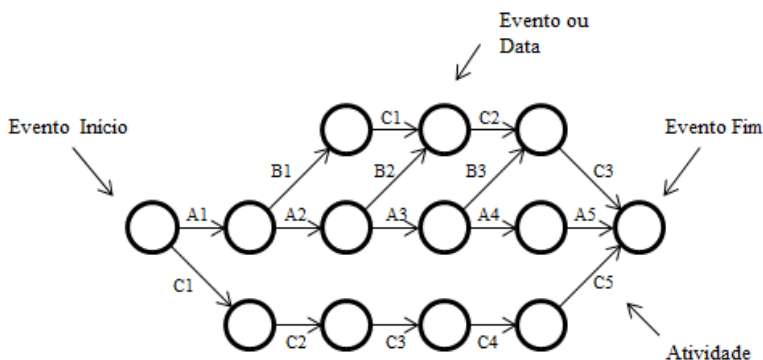 Evento ou
Data
Evento Início
Evento Fim
C1
C2
B1
B2
B3
C3
A1
A2
A3
A4
A5
C1
C5
C2
C3
C4
Atividade